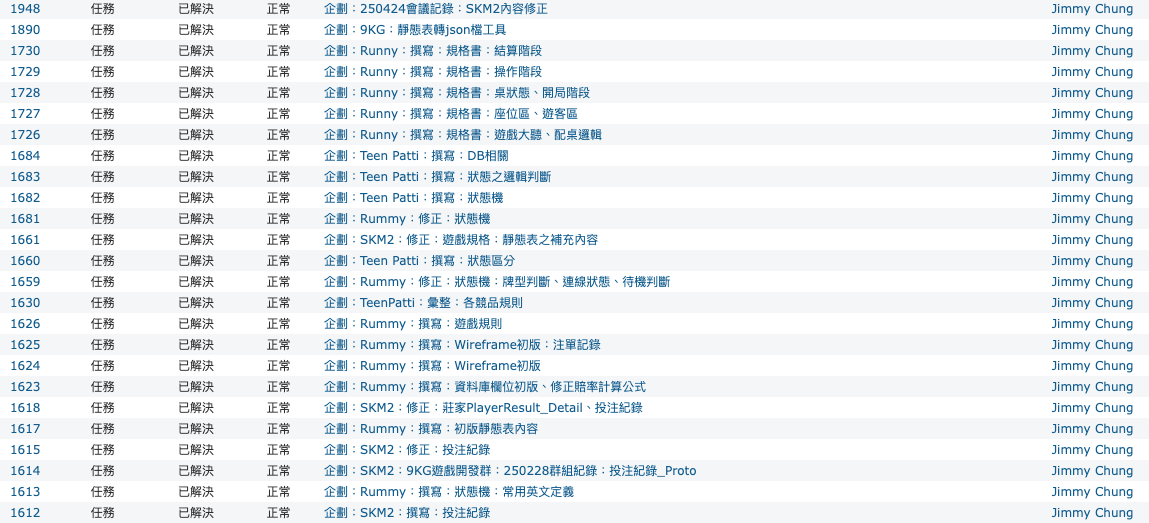 1948 任務 已解決 正常 企劃：250424會議記錄：SKM2內容修正 Jimmy Chung
1890 任務 已解決 正常 企劃：9KG：靜態表轉json檔工具 Jimmy Chung
1730 任務 已解決 正常 企劃：Runny：撰寫：規格書：結算階段 Jimmy Chung
1729 任務 已解決 正常 企劃：Runny：撰寫：規格書：操作階段 Jimmy Chung
1728 任務 已解決 正常 企劃：Runny：撰寫：規格書：桌狀態、開局階段 Jimmy Chung
1727 任務 已解決 正常 企劃：Runny：撰寫：規格書：座位區、遊客區 Jimmy Chung
1726 任務 已解決 正常 企劃：Runny：撰寫：規格書：遊戲大聽、配桌邏輯 Jimmy Chung
1684 任務 已解決 正常 企劃：Teen Patti：撰寫：DB相關 Jimmy Chung
1683 任務 已解決 正常 企劃：Teen Patti：撰寫：狀態之邏輯判斷 Jimmy Chung
1682 任務 已解決 正常 企劃：Teen Patti：撰寫：狀態機 Jimmy Chung
1681 任務 已解決 正常 企劃：Rummy：修正：狀態機 Jimmy Chung
1661 任務 已解決 正常 企劃：SKM2：修正：遊戲規格：靜態表之補充內容 Jimmy Chung
1660 任務 已解決 正常 企劃：Teen Patti：撰寫：狀態區分 Jimmy Chung
1659 任務 已解決 正常 企劃：Rummy：修正：狀態機：牌型判斷、連線狀態、待機判斷 Jimmy Chung
1630 任務 已解決 正常 企劃：TeenPatti：彙整：各競品規則 Jimmy Chung
1626 任務 已解決 正常 企劃：Rummy：撰寫：遊戲規則 Jimmy Chung
1625 任務 已解決 正常 企劃：Rummy：撰寫：Wireframe初版：注單記錄 Jimmy Chung
1624 任務 已解決 正常 企劃：Rummy：撰寫：Wireframe初版 Jimmy Chung
1623 任務 已解決 正常 企劃：Rummy：撰寫：資料庫欄位初版、修正賠率計算公式 Jimmy Chung
1618 任務 已解決 正常 企劃：SKM2：修正：莊家PlayerResult_Detail、投注紀錄 Jimmy Chung
1617 任務 已解決 正常 企劃：Rummy：撰寫：初版靜態表內容 Jimmy Chung
1615 任務 已解決 正常 企劃：SKM2：修正：投注紀錄 Jimmy Chung
1614 任務 已解決 正常 企劃：SKM2：9KG遊戲開發群：250228群組紀錄：投注紀錄_Proto Jimmy Chung
1613 任務 已解決 正常 企劃：Rummy：撰寫：狀態機：常用英文定義 Jimmy Chung
1612 任務 已解決 正常 企劃：SKM2：撰寫：投注紀錄 Jimmy Chung